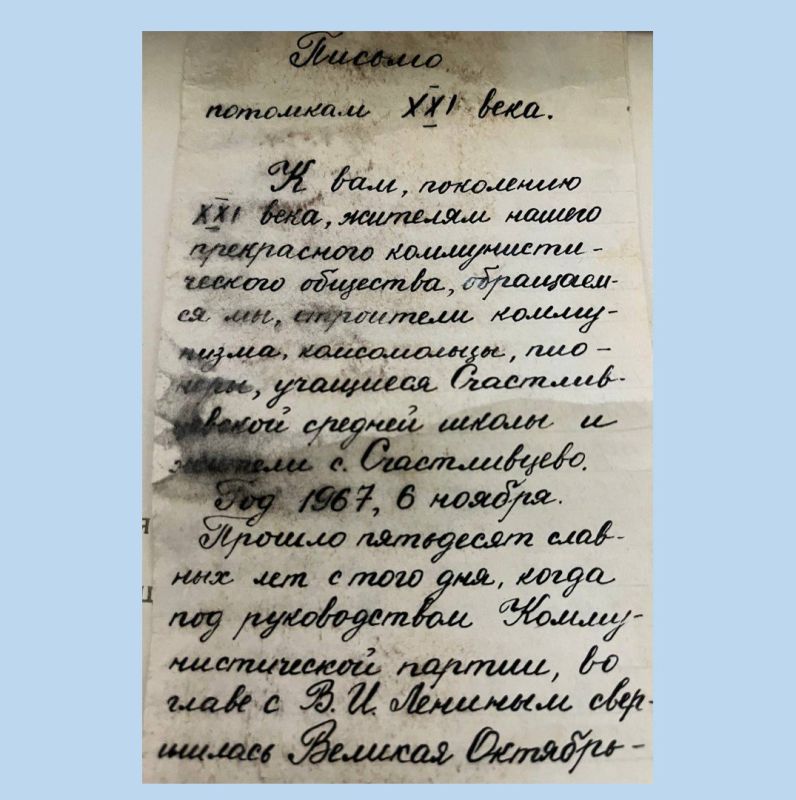 Письмо
потомкам XXI века.
К вам, поколению
XXI века, жителям нашего
прекрасного коммунисти-
ческого общества, обращаем-
ся мы, строители комму-
низма, комсомольцы, пио-
неры, учащиеся Счастлив-
цевской средней школы и
жители с. Счастливцево.
Год 1967, 6 ноября.
Прошло пятьдесят слав-
ных лет с того дня, когда
под руководством Комму-
нистической партии, во
главе с В. И. Лениным свер-
шилась Великая Октябрь-